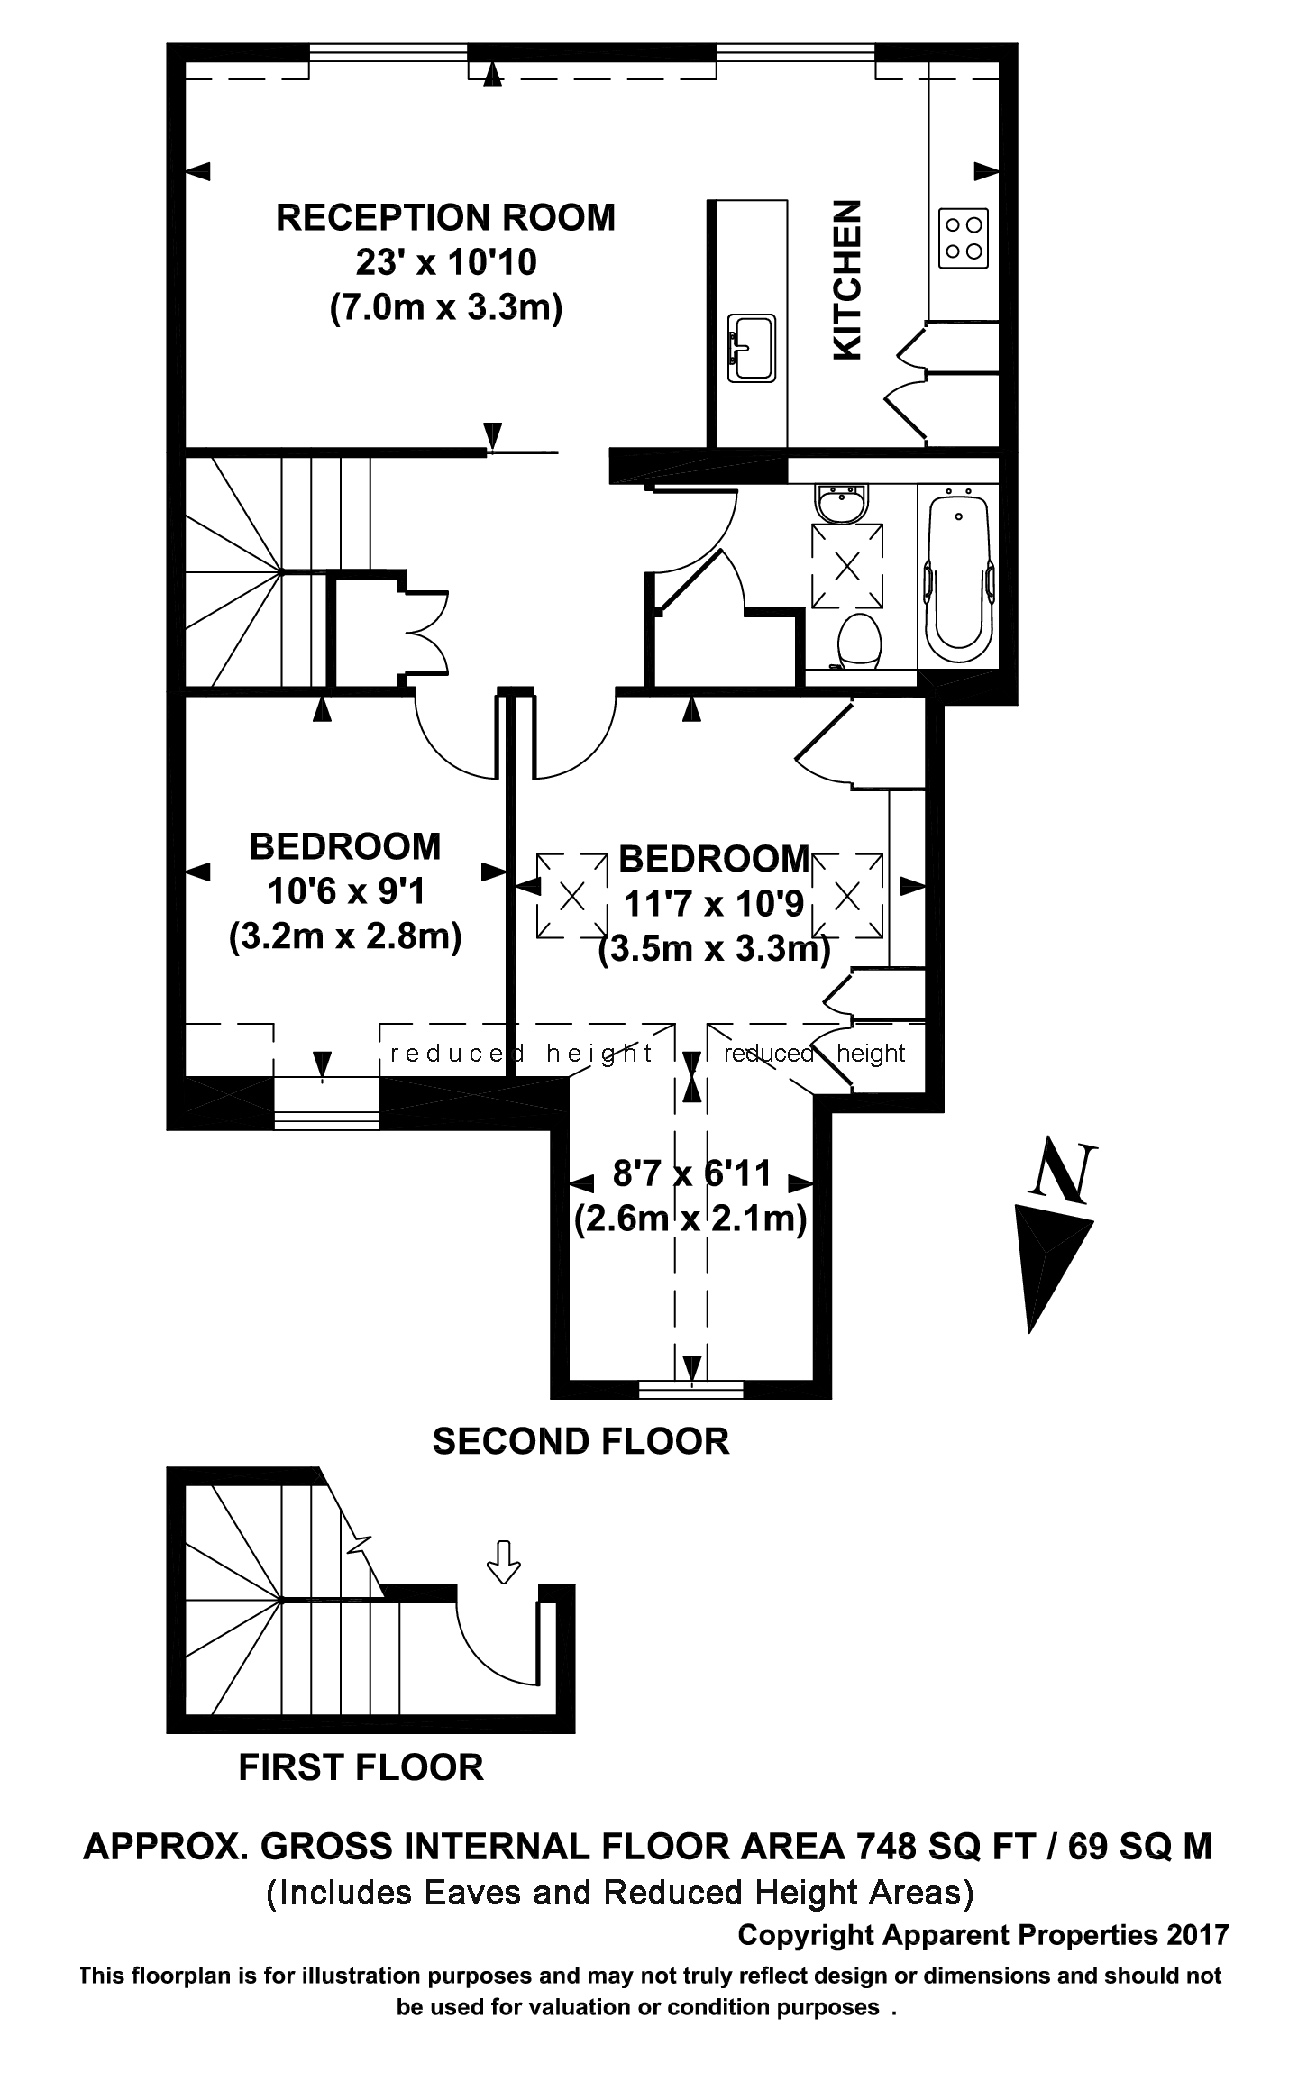 RECEPTION ROOM
23' x 10'10
(7.0m x 3.3m)
KITCHEN
BEDROOM
10'6 x 9'1
(3.2m x 2.8m)
BEDROOM
11'7 x 10'9
(3.5m x 3.3m)
reduced height
reduced height
8'7 x 6'11
(2.6m x 2.1m)
N
SECOND FLOOR
FIRST FLOOR
APPROX. GROSS INTERNAL FLOOR AREA 748 SQ FT / 69 SQ M
(Includes Eaves and Reduced Height Areas)
Copyright Apparent Properties 2017
This floorplan is for illustration purposes and may not truly reflect design or dimensions and should not
be used for valuation or condition purposes .